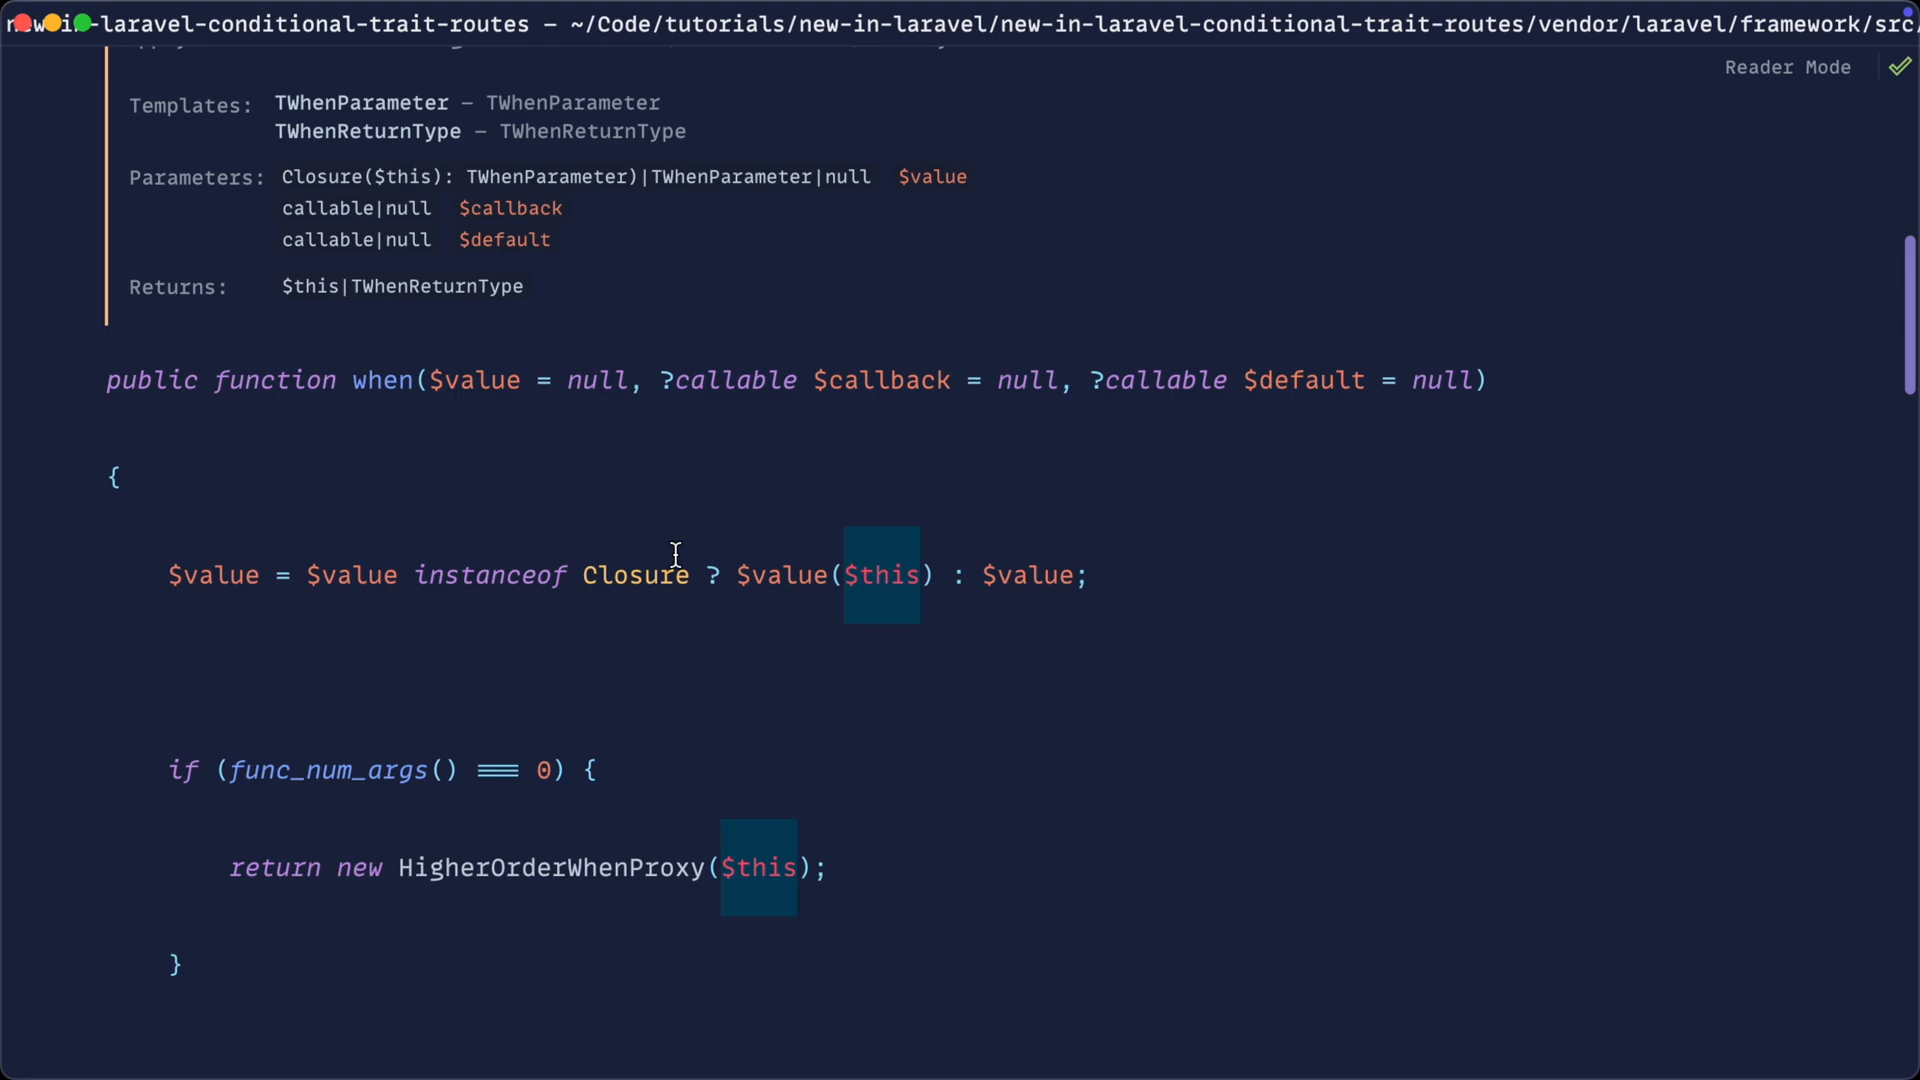 new-in-laravel-conditional-trait-routes – ~/Code/tutorials/new-in-laravel/new-in-laravel-conditional-trait-routes/vendor/laravel/framework/src/
Reader Mode
Templates: TWhenParameter – TWhenParameter
TWhenReturnType – TWhenReturnType
Parameters: Closure($this): TWhenParameter)|TWhenParameter|null $value
callable|null $callback
callable|null $default
Returns: $this|TWhenReturnType
public function when($value = null, ?callable $callback = null, ?callable $default = null)
{
$value = $value instanceof Closure ? $value($this) : $value;
if (func_num_args() === 0) {
return new HigherOrderWhenProxy($this);
}